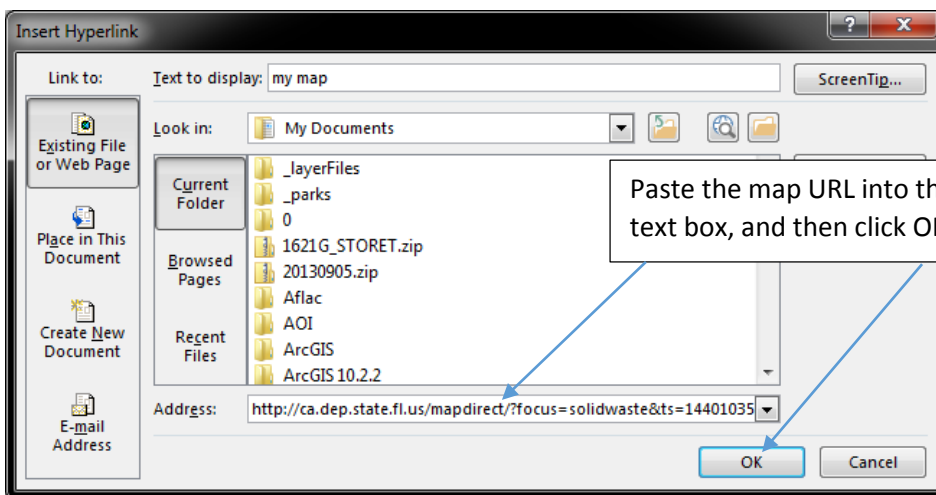 Insert Hyperlink
?
X
Link to:
Text to display: my map
ScreenTip...
Existing File
or Web Page
Look in: My Documents
Current
Folder
Browsed
Pages
Recent
Files
_layerFiles
_parks
0
1621G_STORET.zip
20130905.zip
Aflac
AOI
ArcGIS
ArcGIS 10.2.2
Paste the map URL into
text box, and then click
Place in This
Document
Create New
Document
E-mail
Address
Address: http://ca.dep.state.fl.us/mapdirect/?focus=solidwaste&ts=14401035
OK
Cancel